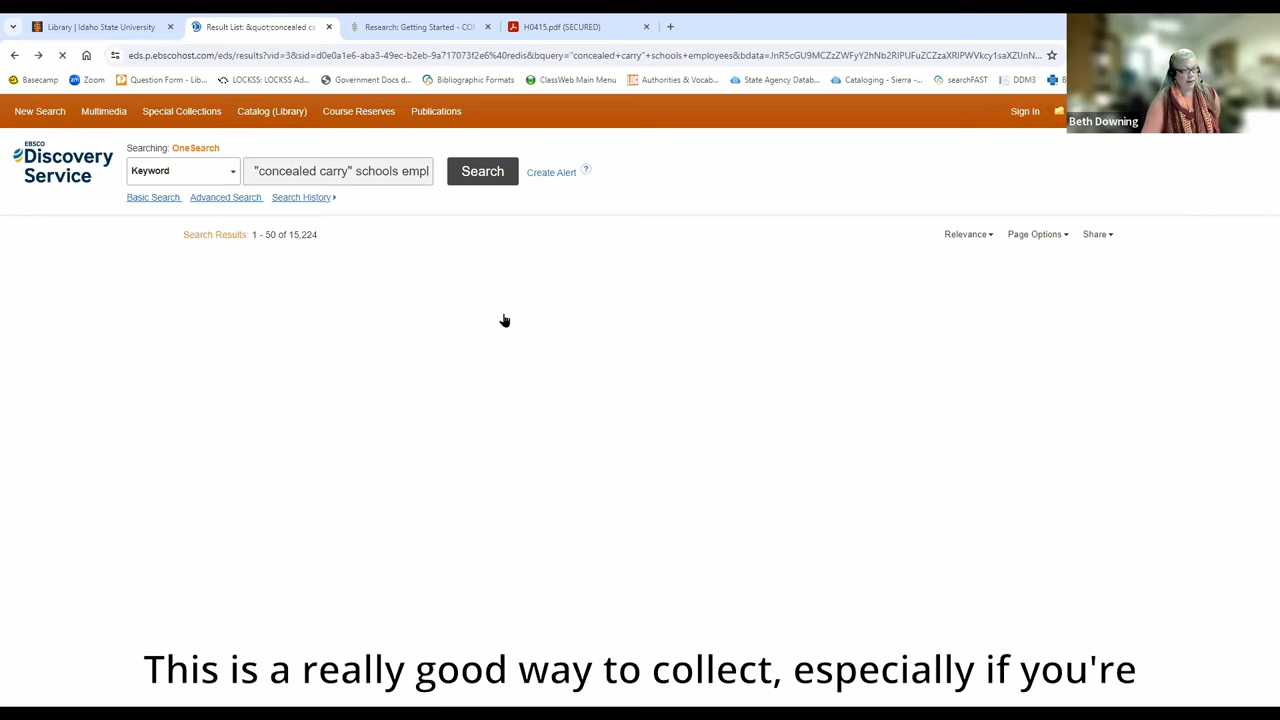 Library | Idaho State University
Result List: &quot;concealed ca
Research: Getting Started - CO!
H0415.pdf (SECURED)
eds.p.ebscohost.com/eds/results?vid=3&sid=d0e0a1e6-aba3-49ec-b2eb-9a717073f2e6%40redis&bquery="concealed+carry"+schools+employees&bdata=
Basecamp
Zoom
Question Form - Lib...
LOCKSS: LOCKSS Ad...
Government Docs d...
Bibliographic Formats
ClassWeb Main Menu
Authorities & Vocab...
State Agency Datab...
Cataloging - Sierra -...
searchFAST
DDM3
New Search
Multimedia
Special Collections
Catalog (Library)
Course Reserves
Publications
Sign In
Beth Downing
EBSCO
Discovery
Service
Searching: OneSearch
Keyword
"concealed carry" schools empl
Search
Create Alert
?
Basic Search
Advanced Search
Search History
Search Results: 1 - 50 of 15,224
Relevance
Page Options
Share
This is a really good way to collect, especially if you're